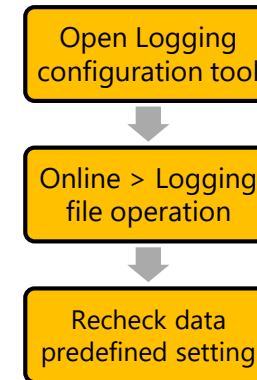 Open Logging
configuration tool
Online > Logging
file operation
Recheck data
predefined setting